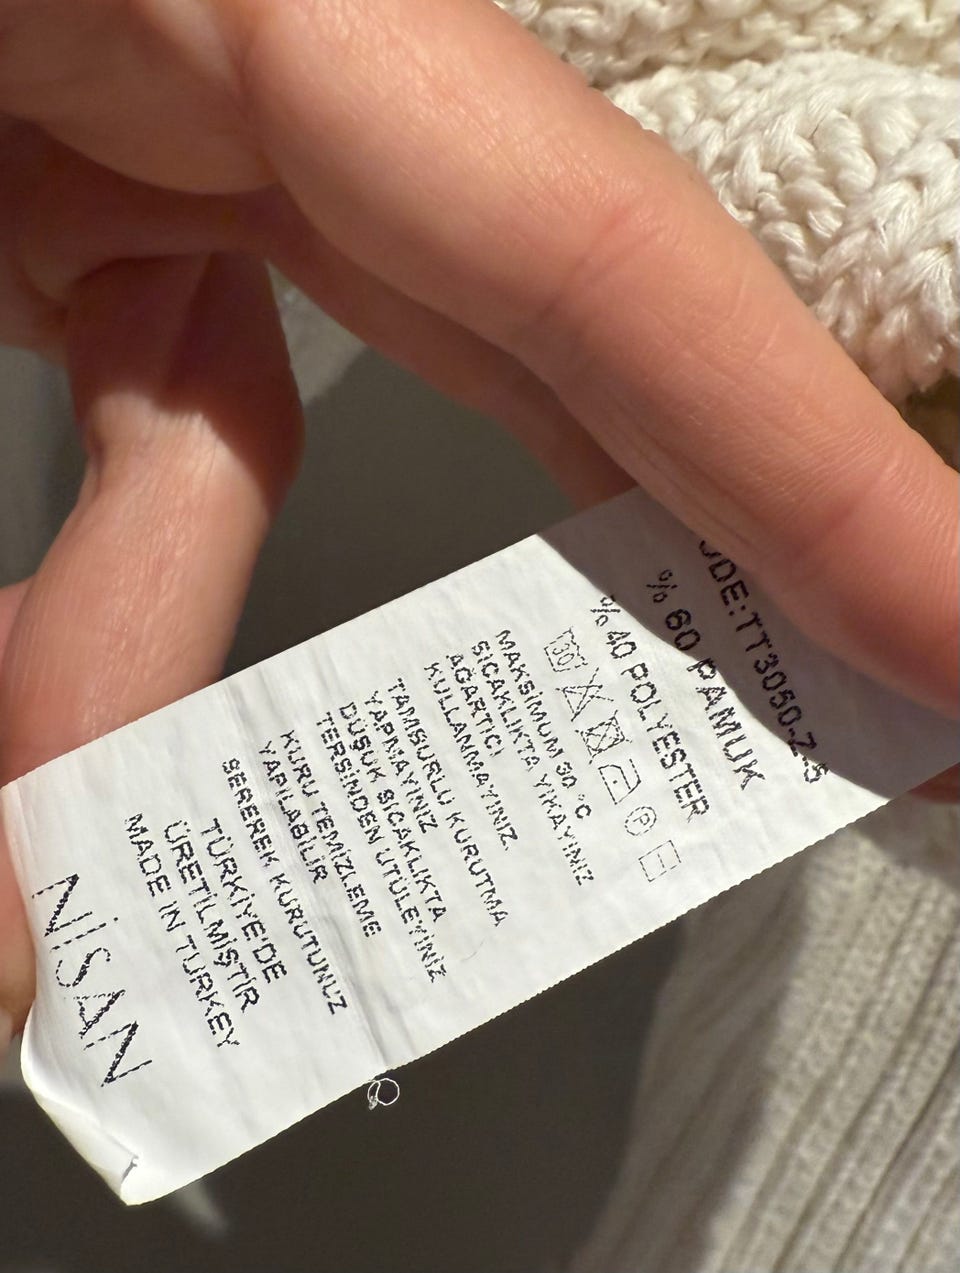 ODE:TT3050-Z.5
% 60 PAMUK
% 40 POLYESTER
30 P
MAKSİMUM 30 °C
SICAKLIKTA YIKAYINIZ
AĞARTICI
KULLANMAYINIZ.
TAMBURLU KURUTMA
YAPMAYINIZ
DÜŞÜK SICAKLIKTA
TERSİNDEN ÜTÜLEYİNİZ
KURU TEMİZLEME
YAPILABİLİR
SEREREK KURUTUNUZ
TÜRKİYE'DE
ÜRETİLMİŞTİR
MADE IN TURKEY
NİSAN